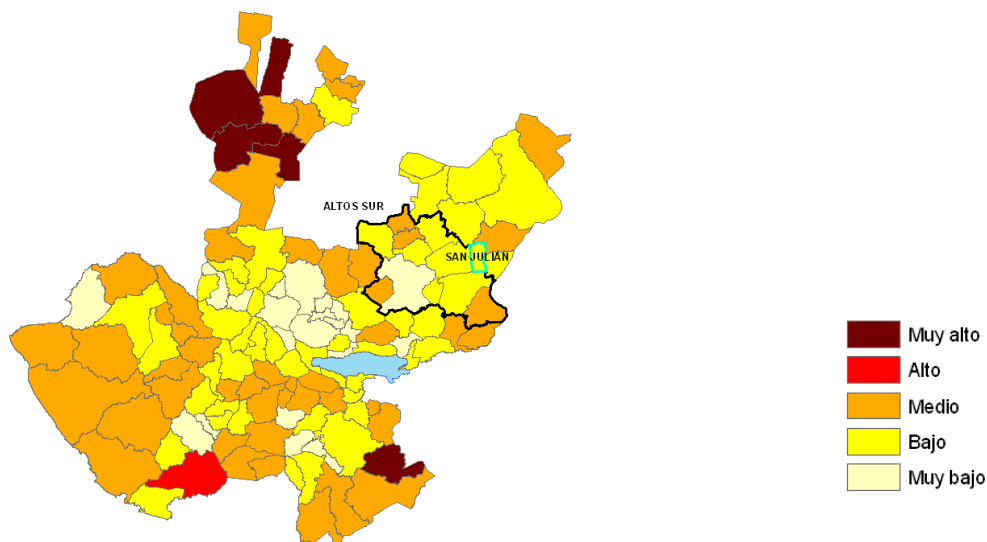 ALTOS SUR
SAN JULIÁN
Muy alto
Alto
Medio
Bajo
Muy bajo